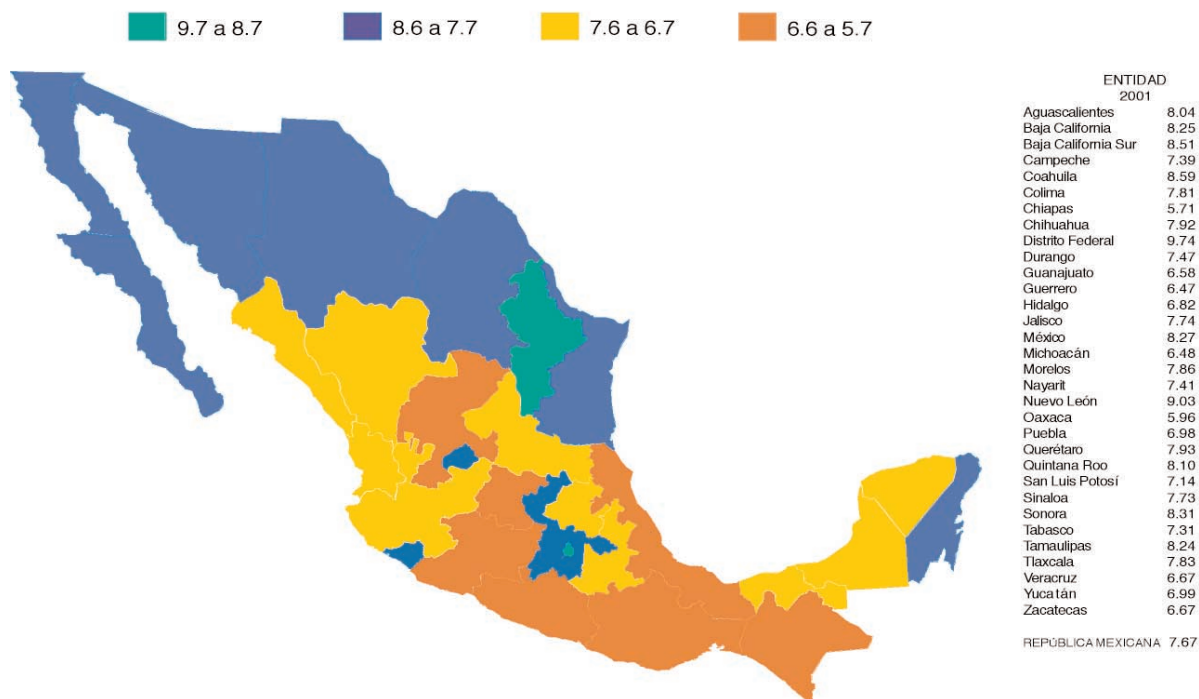 9.7 a 8.7 8.6 a 7.7 7.6 a 6.7 6.6 a 5.7
ENTIDAD
2001
Aguascalientes 8.04
Baja California 8.25
Baja California Sur 8.51
Campeche 7.39
Coahuila 8.59
Colima 7.81
Chiapas 5.71
Chihuahua 7.92
Distrito Federal 9.74
Durango 7.47
Guanajuato 6.58
Guerrero 6.47
Hidalgo 6.82
Jalisco 7.74
México 8.27
Michoacán 6.48
Morelos 7.86
Nayarit 7.41
Nuevo León 9.03
Oaxaca 5.96
Puebla 6.98
Querétaro 7.93
Quintana Roo 8.10
San Luis Potosí 7.14
Sinaloa 7.73
Sonora 8.31
Tabasco 7.31
Tamaulipas 8.24
Tlaxcala 7.83
Veracruz 6.67
Yucatán 6.99
Zacatecas 6.67
REPÚBLICA MEXICANA 7.67